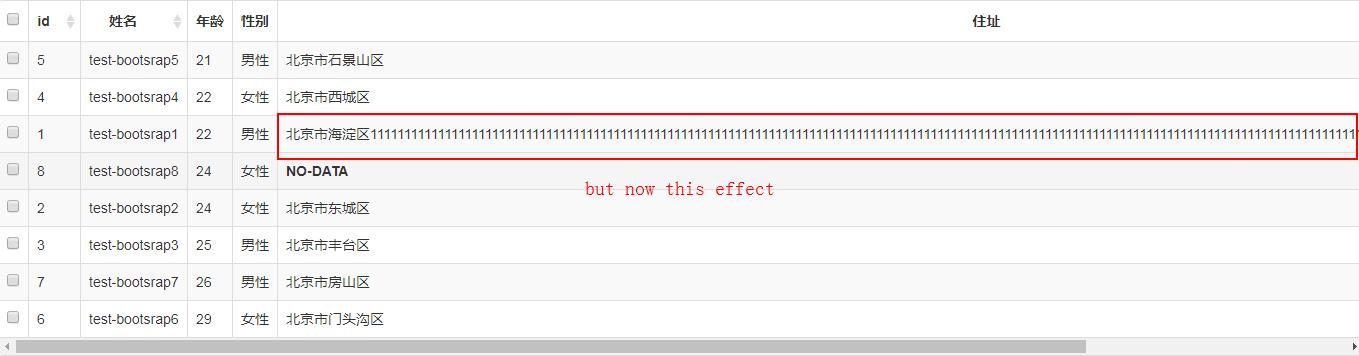 id 姓名 年龄 性别 住址
5 test-bootsrap5 21 男性 北京市石景山区
4 test-bootsrap4 22 女性 北京市西城区
1 test-bootsrap1 22 男性 北京市海淀区11111111111111111111111111111111111111111111111111111111111111111111111111111111111111111111111111111111111111111111111111111111111111111111111111
8 test-bootsrap8 24 女性 NO-DATA
but now this effect
2 test-bootsrap2 24 女性 北京市东城区
3 test-bootsrap3 25 男性 北京市丰台区
7 test-bootsrap7 26 男性 北京市房山区
6 test-bootsrap6 29 女性 北京市门头沟区